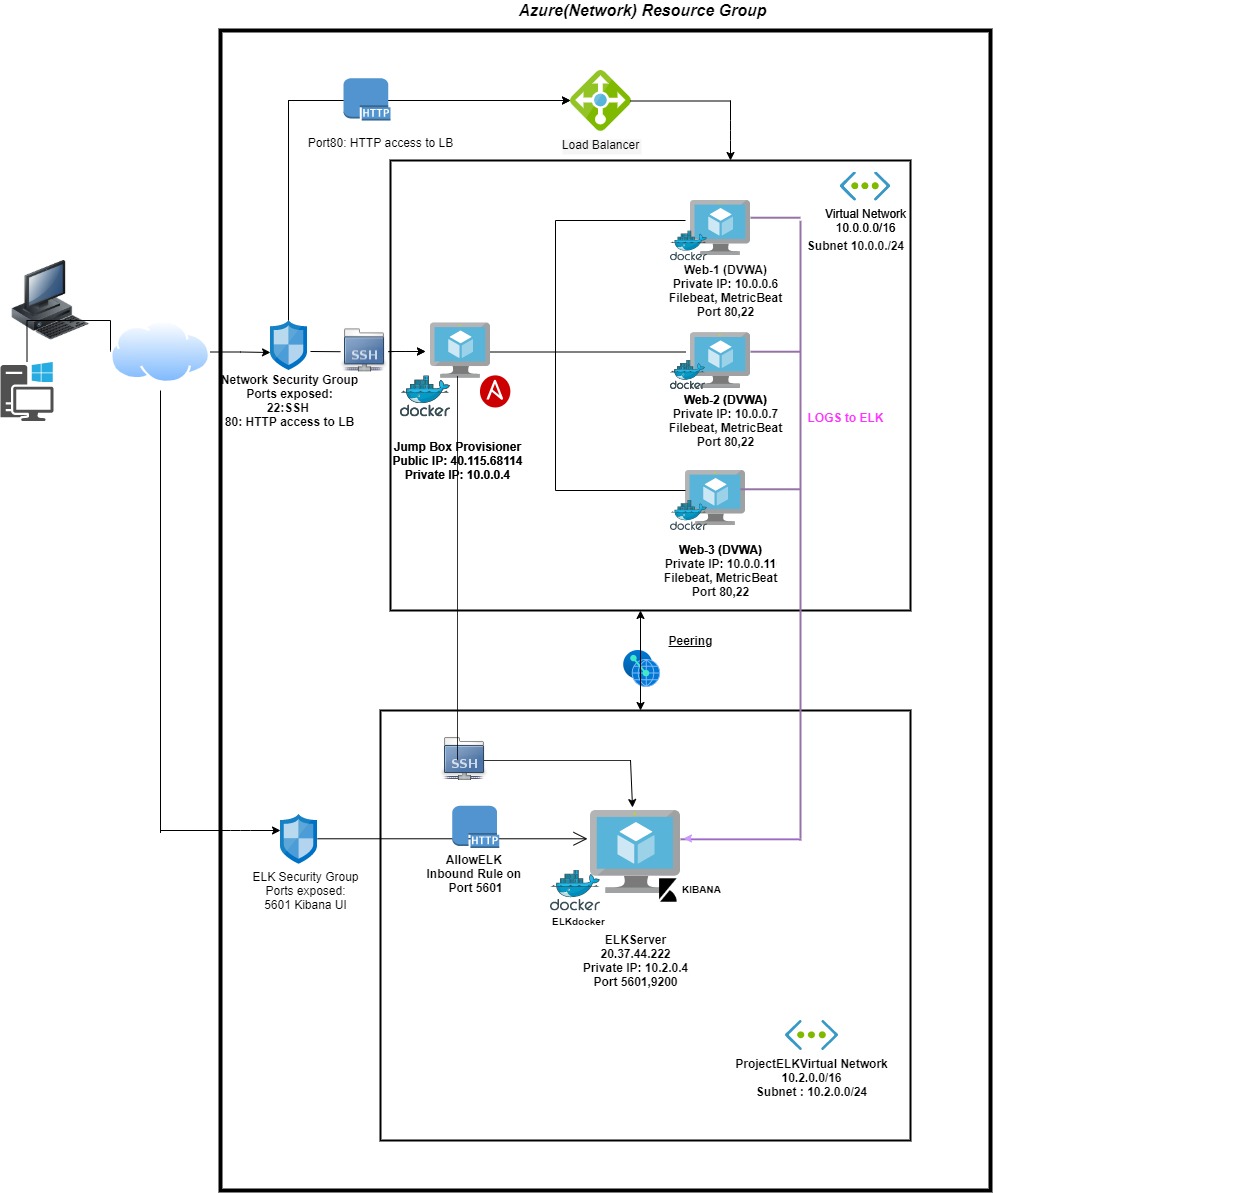 Azure(Network) Resource Group
HTTP
Port80: HTTP access to LB
Load Balancer
Virtual Network
10.0.0.0/16
Subnet 10.0.0./24
docker
Web-1 (DVWA)
Private IP: 10.0.0.6
Filebeat, MetricBeat
Port 80,22
SSH
Network Security Group
Ports exposed:
22:SSH
80: HTTP access to LB
docker
A
Jump Box Provisioner
Public IP: 40.115.68114
Private IP: 10.0.0.4
docker
Web-2 (DVWA)
Private IP: 10.0.0.7
Filebeat, MetricBeat
Port 80,22
LOGS to ELK
docker
Web-3 (DVWA)
Private IP: 10.0.0.11
Filebeat, MetricBeat
Port 80,22
Peering
SSH
HTTP
AllowELK
Inbound Rule on
Port 5601
ELK Security Group
Ports exposed:
5601 Kibana UI
docker
ELKdocker
KIBANA
ELKServer
20.37.44.222
Private IP: 10.2.0.4
Port 5601,9200
ProjectELKVirtual Network
10.2.0.0/16
Subnet : 10.2.0.0/24